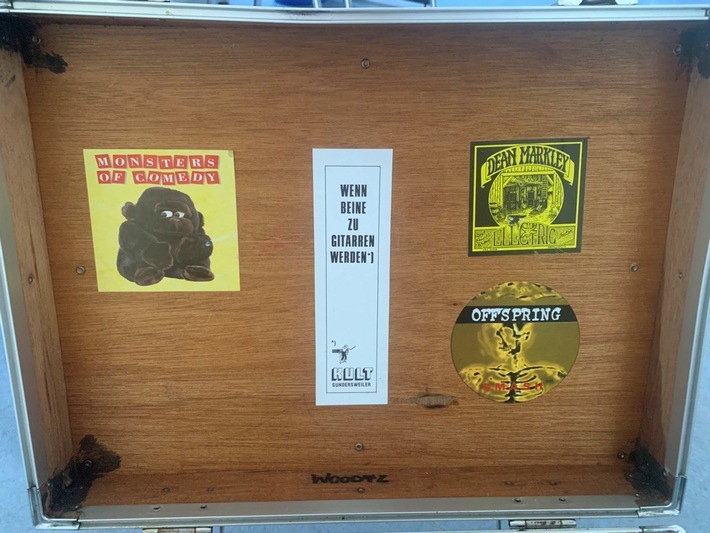 MONSTERS
OF COMEDY
WENN
BEINE
ZU
GITARREN
WERDEN*)
*)
KULT
GUNDERSWEILER
DEAN MARKLEY
ELECTRIC
OFFSPRING
SMASH
WOODTZ